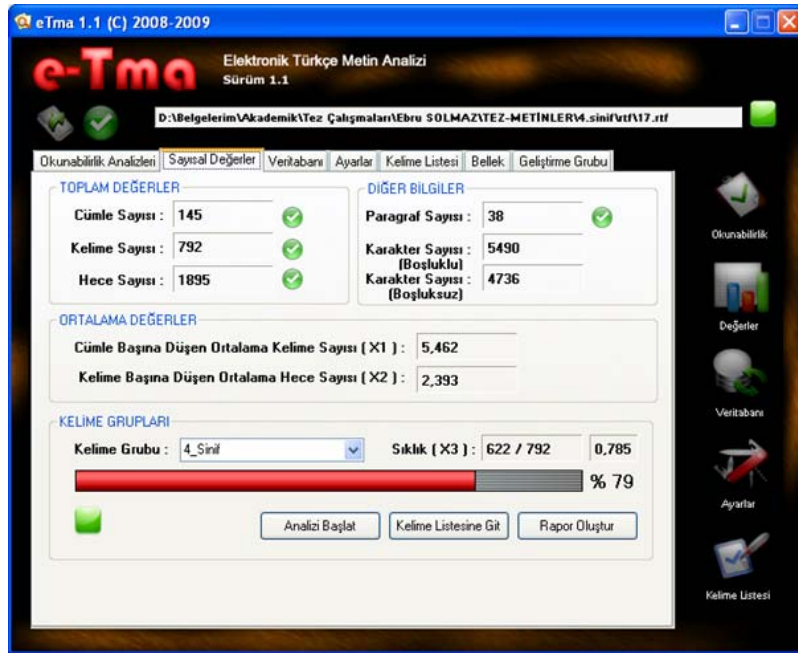 eTma 1.1 (C) 2008-2009
e-Tma
Elektronik Türkçe Metin Analizi
Sürüm 1.1
D:\Belgelerim\Akademik\Tez Çalışmaları\Ebru SOLMAZ\TEZ-METİNLER\4.sinif\rtf\17.rtf
Okunabilirlik Analizleri Sayısal Değerler Veritabanı Ayarlar Kelime Listesi Bellek Geliştirme Grubu
TOPLAM DEĞERLER
Cümle Sayısı : 145
Kelime Sayısı : 792
Hece Sayısı : 1895
DİĞER BİLGİLER
Paragraf Sayısı : 38
Karakter Sayısı : 5490
(Boşluklu)
Karakter Sayısı : 4736
(Boşluksuz)
ORTALAMA DEĞERLER
Cümle Başına Düşen Ortalama Kelime Sayısı ( X1 ) : 5,462
Kelime Başına Düşen Ortalama Hece Sayısı ( X2 ) : 2,393
KELİME GRUPLARI
Kelime Grubu : 4_Sinif Sıklık ( X3 ) : 622 / 792 0,785
% 79
Analizi Başlat Kelime Listesine Git Rapor Oluştur
Okunabilirlik
Değerler
Veritabanı
Ayarlar
Kelime Listesi